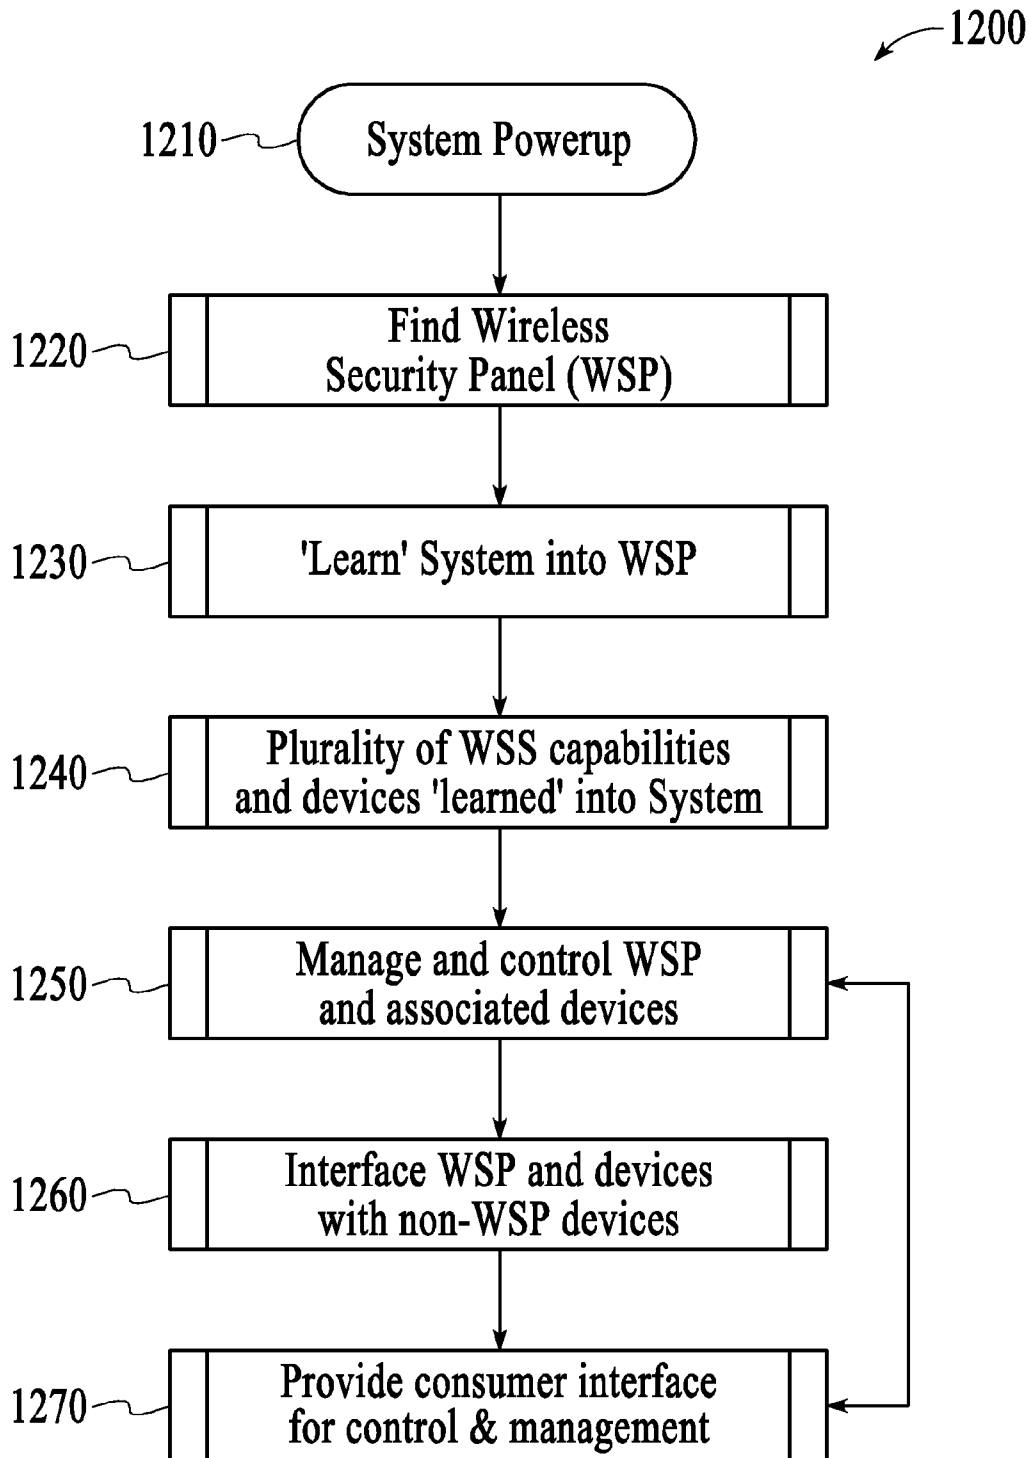 1200
1210
System Powerup
1220
Find Wireless
Security Panel (WSP)
1230
'Learn' System into WSP
1240
Plurality of WSS capabilities
and devices 'learned' into System
1250
Manage and control WSP
and associated devices
1260
Interface WSP and devices
with non-WSP devices
1270
Provide consumer interface
for control & management